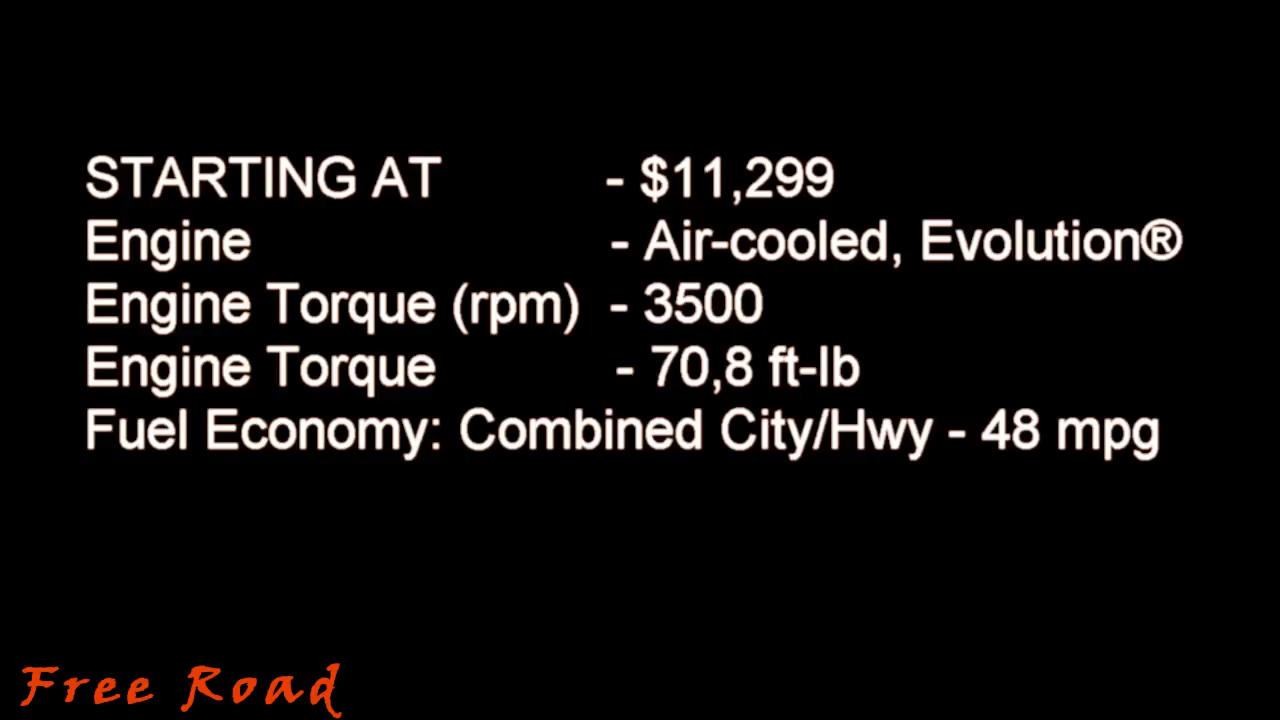 STARTING AT - $11,299
Engine - Air-cooled, Evolution®
Engine Torque (rpm) - 3500
Engine Torque - 70,8 ft-lb
Fuel Economy: Combined City/Hwy - 48 mpg
Free Road